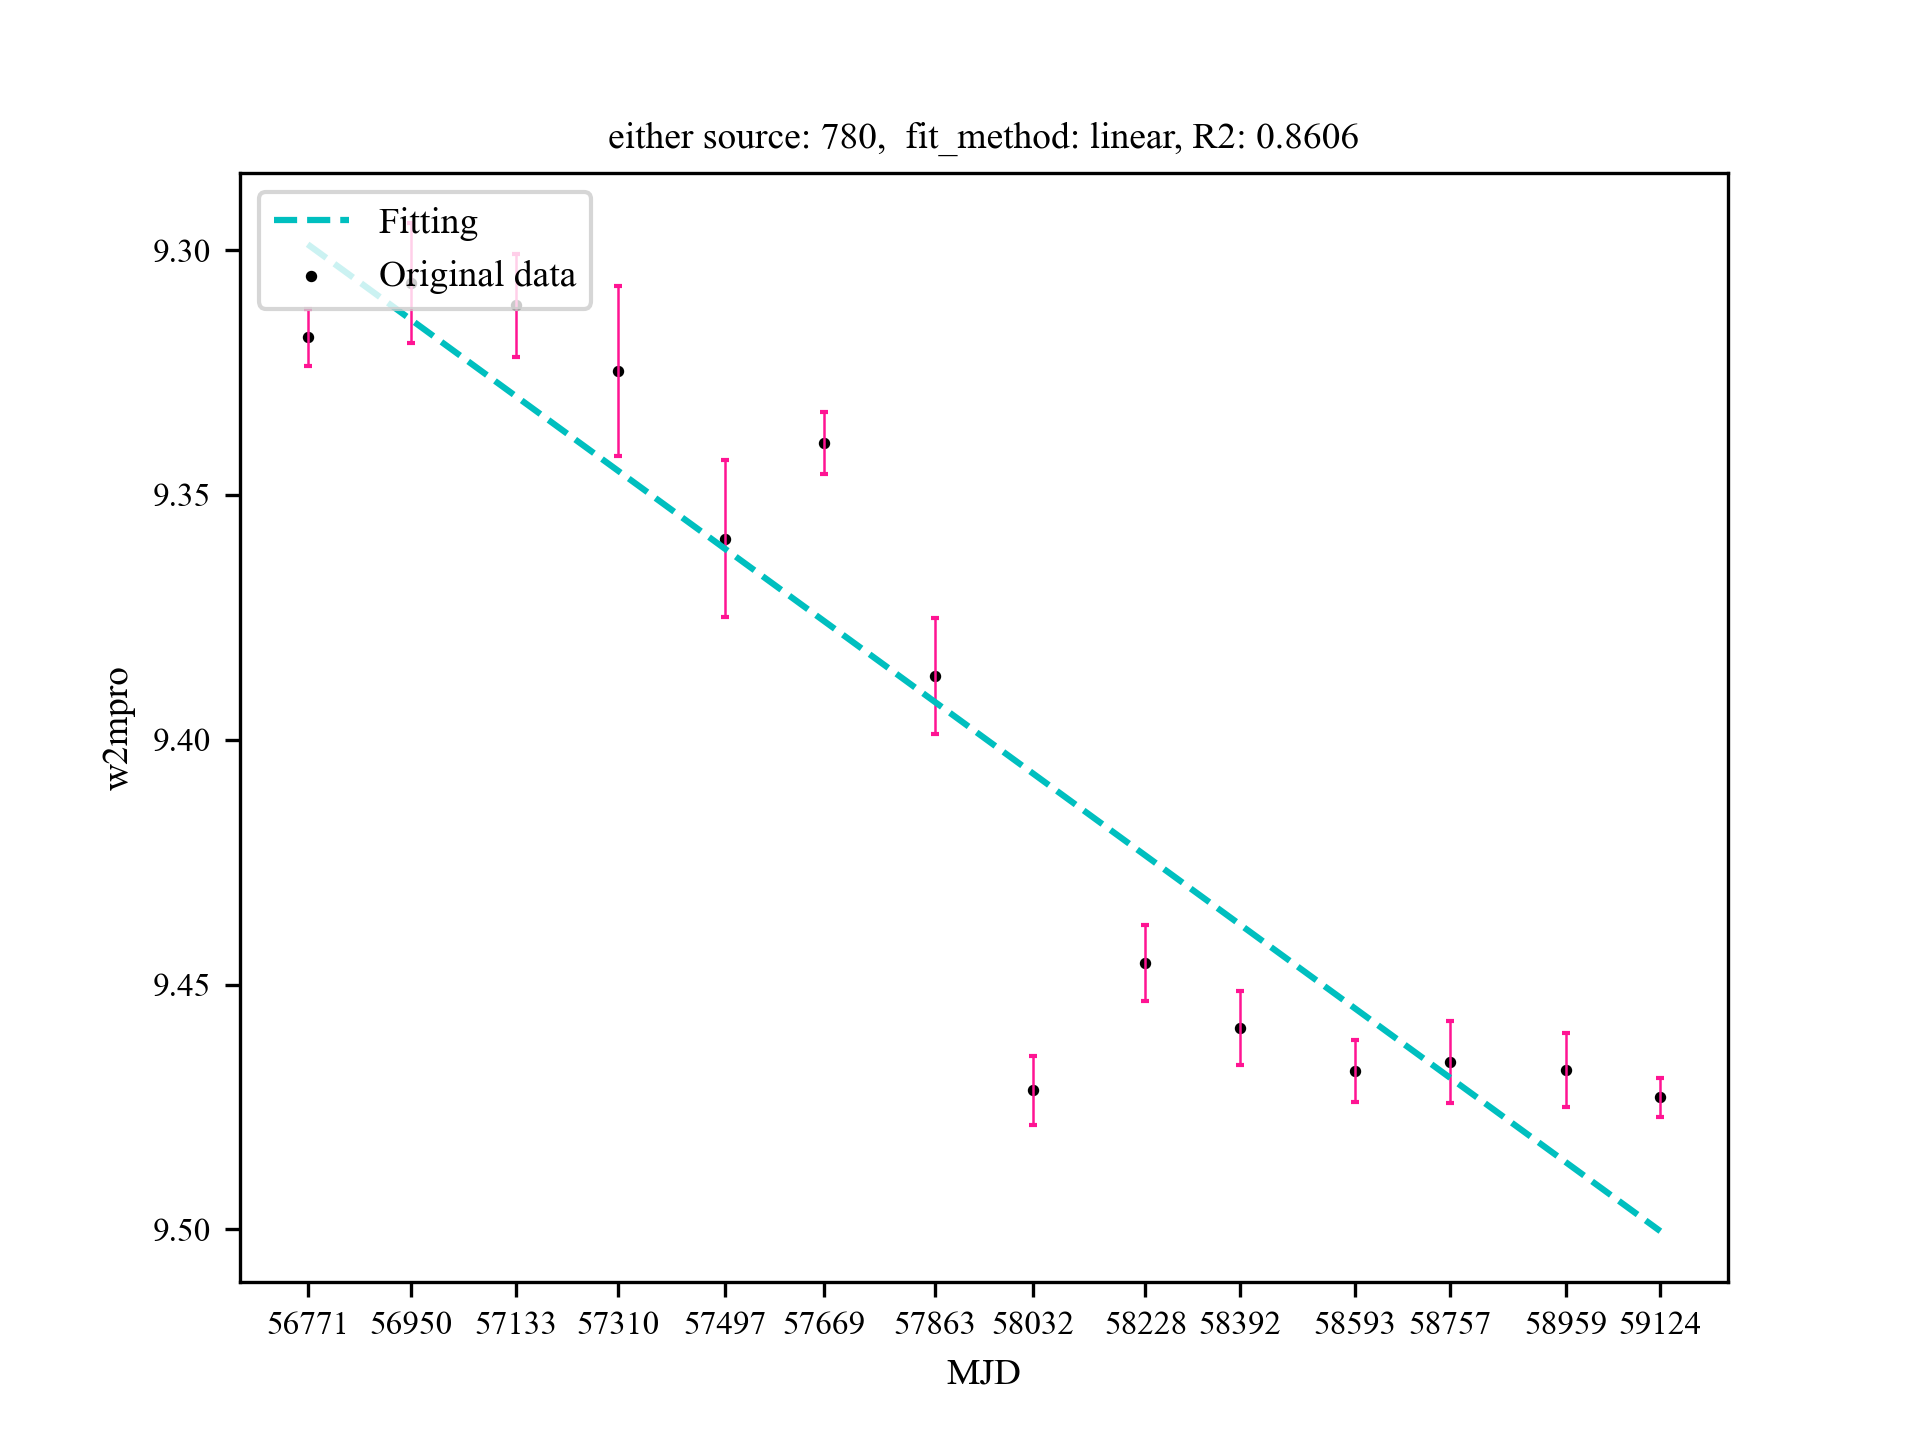 either source: 780,  fit_method: linear, R2: 0.8606
Fitting
Original data
9.30
9.35
9.40
9.45
9.50
w2mpro
56771 56950 57133 57310 57497 57669 57863 58032 58228 58392 58593 58757 58959 59124
MJD